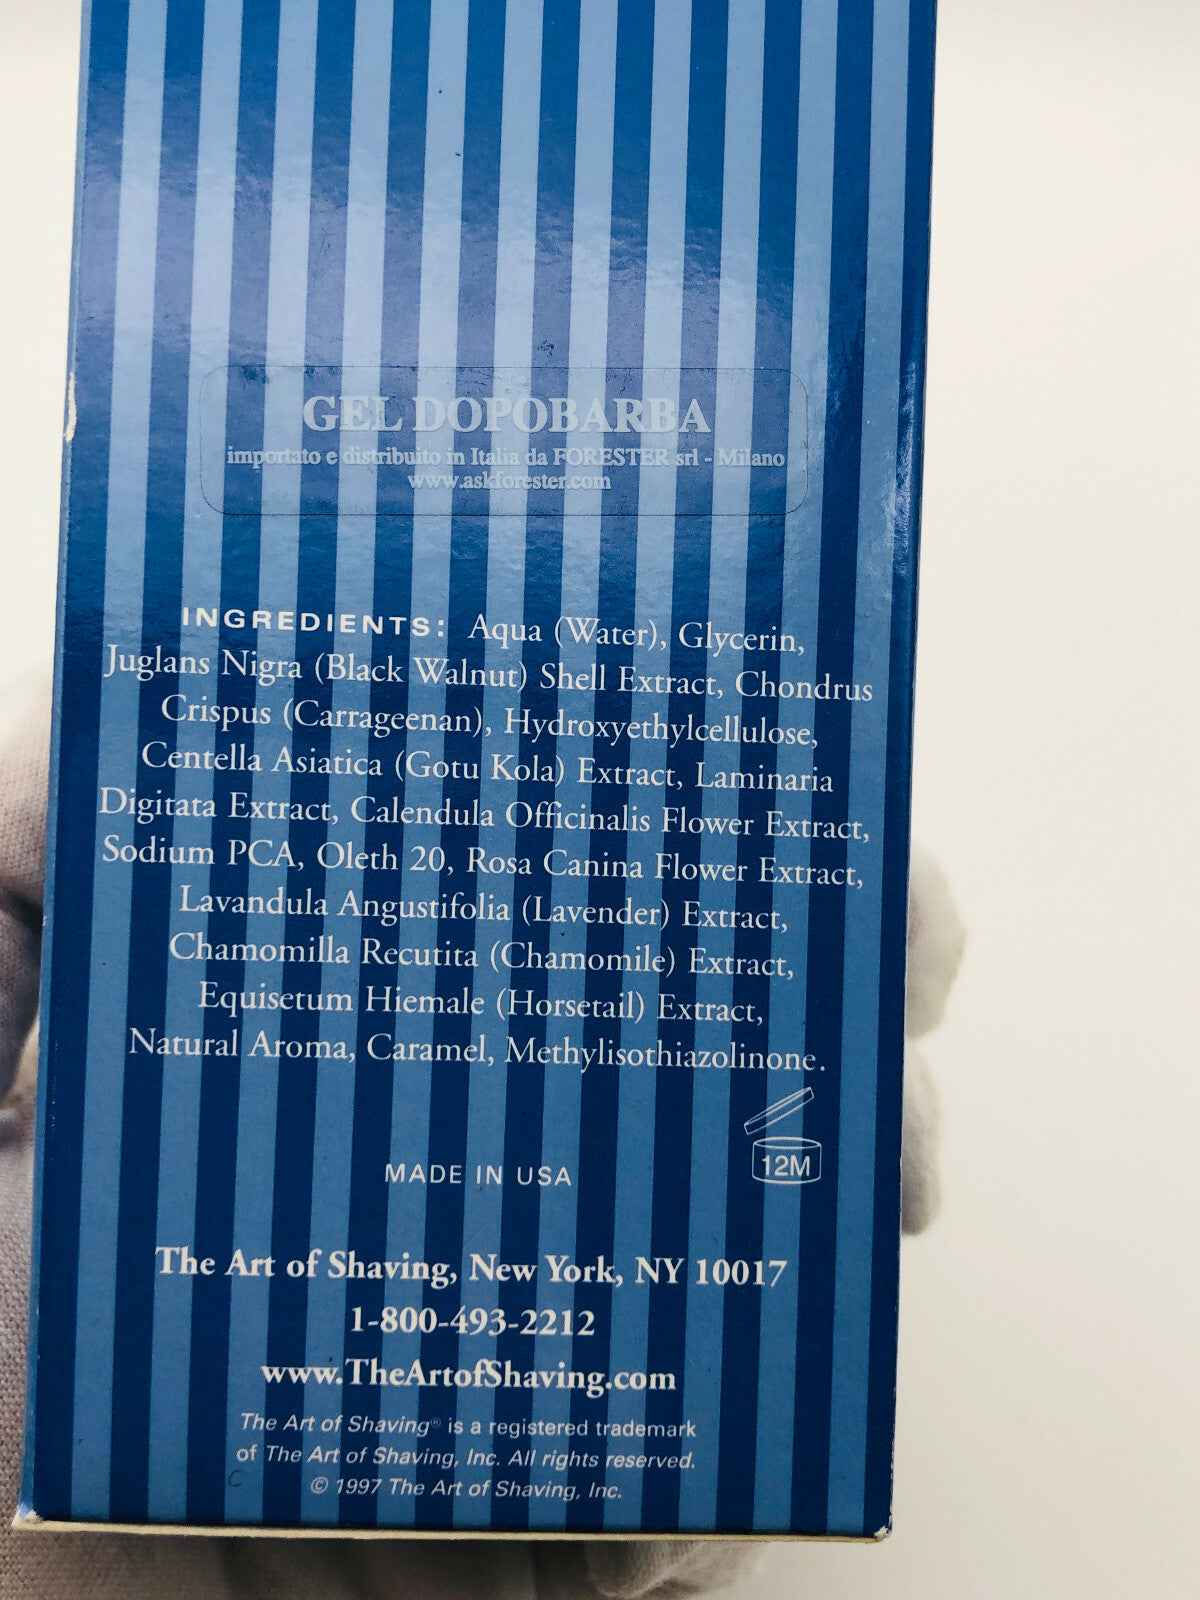 GEL DOPOBARBA
importato e distribuito in Italia da FORESTER srl - Milano
www.askforester.com
INGREDIENTS: Aqua (Water), Glycerin,
Juglans Nigra (Black Walnut) Shell Extract, Chondrus
Crispus (Carrageenan), Hydroxyethylcellulose,
Centella Asiatica (Gotu Kola) Extract, Laminaria
Digitata Extract, Calendula Officinalis Flower Extract,
Sodium PCA, Oleth 20, Rosa Canina Flower Extract,
Lavandula Angustifolia (Lavender) Extract,
Chamomilla Recutita (Chamomile) Extract,
Equisetum Hiemale (Horsetail) Extract,
Natural Aroma, Caramel, Methylisothiazolinone.
12M
MADE IN USA
The Art of Shaving, New York, NY 10017
1-800-493-2212
www.TheArtofShaving.com
The Art of Shaving® is a registered trademark
of The Art of Shaving, Inc. All rights reserved.
© 1997 The Art of Shaving, Inc.